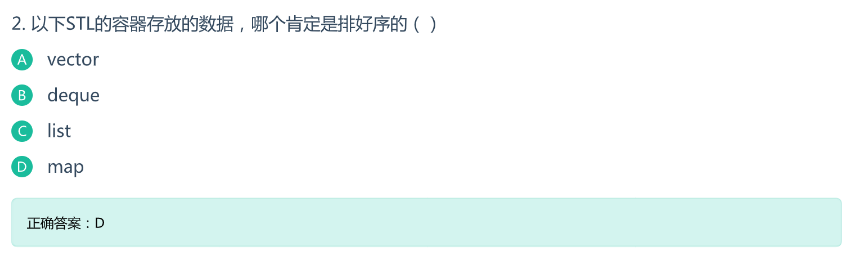 2. 以下STL的容器存放的数据，哪个肯定是排好序的 ( )
A vector
B deque
C list
D map
正确答案：D